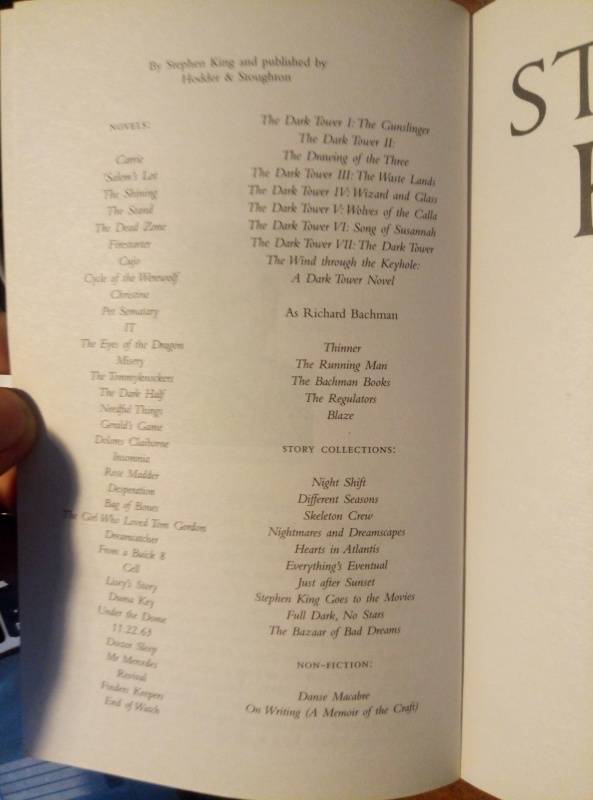 By Stephen King and published by
Hodder & Stoughton
NOVELS:
Carrie
'Salem's Lot
The Shining
The Stand
The Dead Zone
Firestarter
Cujo
Cycle of the Werewolf
Christine
Pet Sematary
IT
The Eyes of the Dragon
Misery
The Tommyknockers
The Dark Half
Needful Things
Gerald's Game
Dolores Claiborne
Insomnia
Rose Madder
Desperation
Bag of Bones
The Girl Who Loved Tom Gordon
Dreamcatcher
From a Buick 8
Cell
Lisey's Story
Duma Key
Under the Dome
11.22.63
Doctor Sleep
Mr Mercedes
Revival
Finders Keepers
End of Watch
The Dark Tower I: The Gunslinger
The Dark Tower II:
The Drawing of the Three
The Dark Tower III: The Waste Lands
The Dark Tower IV: Wizard and Glass
The Dark Tower V: Wolves of the Calla
The Dark Tower VI: Song of Susannah
The Dark Tower VII: The Dark Tower
The Wind through the Keyhole:
A Dark Tower Novel
As Richard Bachman
Thinner
The Running Man
The Bachman Books
The Regulators
Blaze
STORY COLLECTIONS:
Night Shift
Different Seasons
Skeleton Crew
Nightmares and Dreamscapes
Hearts in Atlantis
Everything's Eventual
Just after Sunset
Stephen King Goes to the Movies
Full Dark, No Stars
The Bazaar of Bad Dreams
NON-FICTION:
Danse Macabre
On Writing (A Memoir of the Craft)
ST